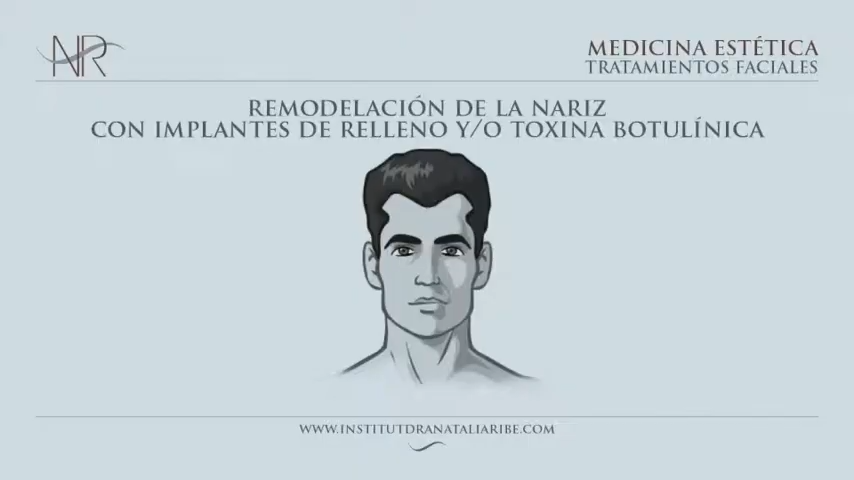 NR
MEDICINA ESTÉTICA
TRATAMIENTOS FACIALES
REMODELACIÓN DE LA NARIZ
CON IMPLANTES DE RELLENO Y/O TOXINA BOTULÍNICA
WWW.INSTITUTDRANATALIARIBE.COM